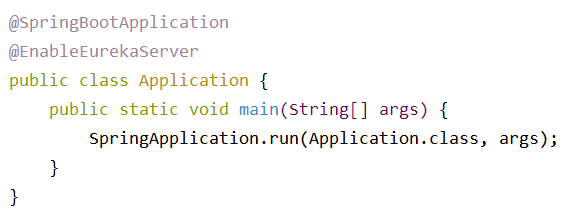 @SpringBootApplication
@EnableEurekaServer
public class Application {
    public static void main(String[] args) {
        SpringApplication.run(Application.class, args);
    }
}